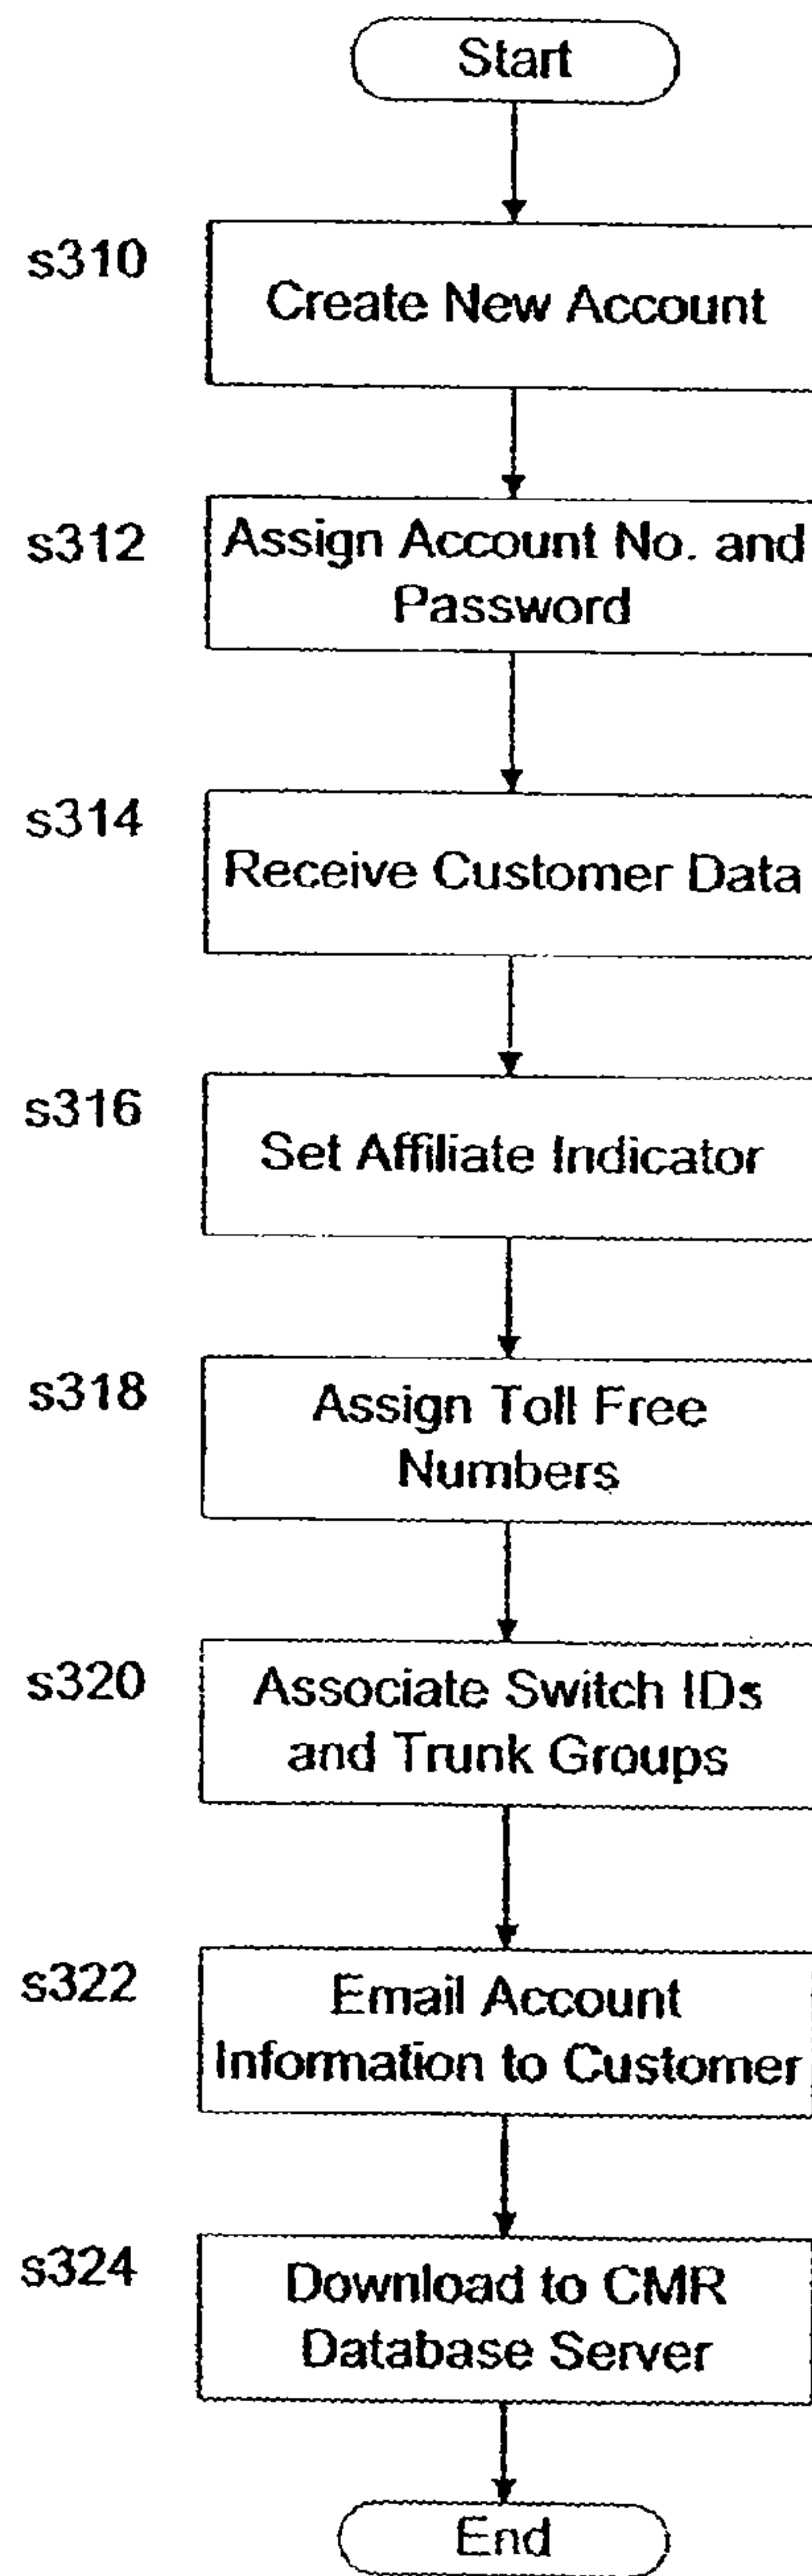 Start
s310
Create New Account
s312
Assign Account No. and
Password
s314
Receive Customer Data
s316
Set Affiliate Indicator
s318
Assign Toll Free
Numbers
s320
Associate Switch IDs
and Trunk Groups
s322
Email Account
Information to Customer
s324
Download to CMR
Database Server
End